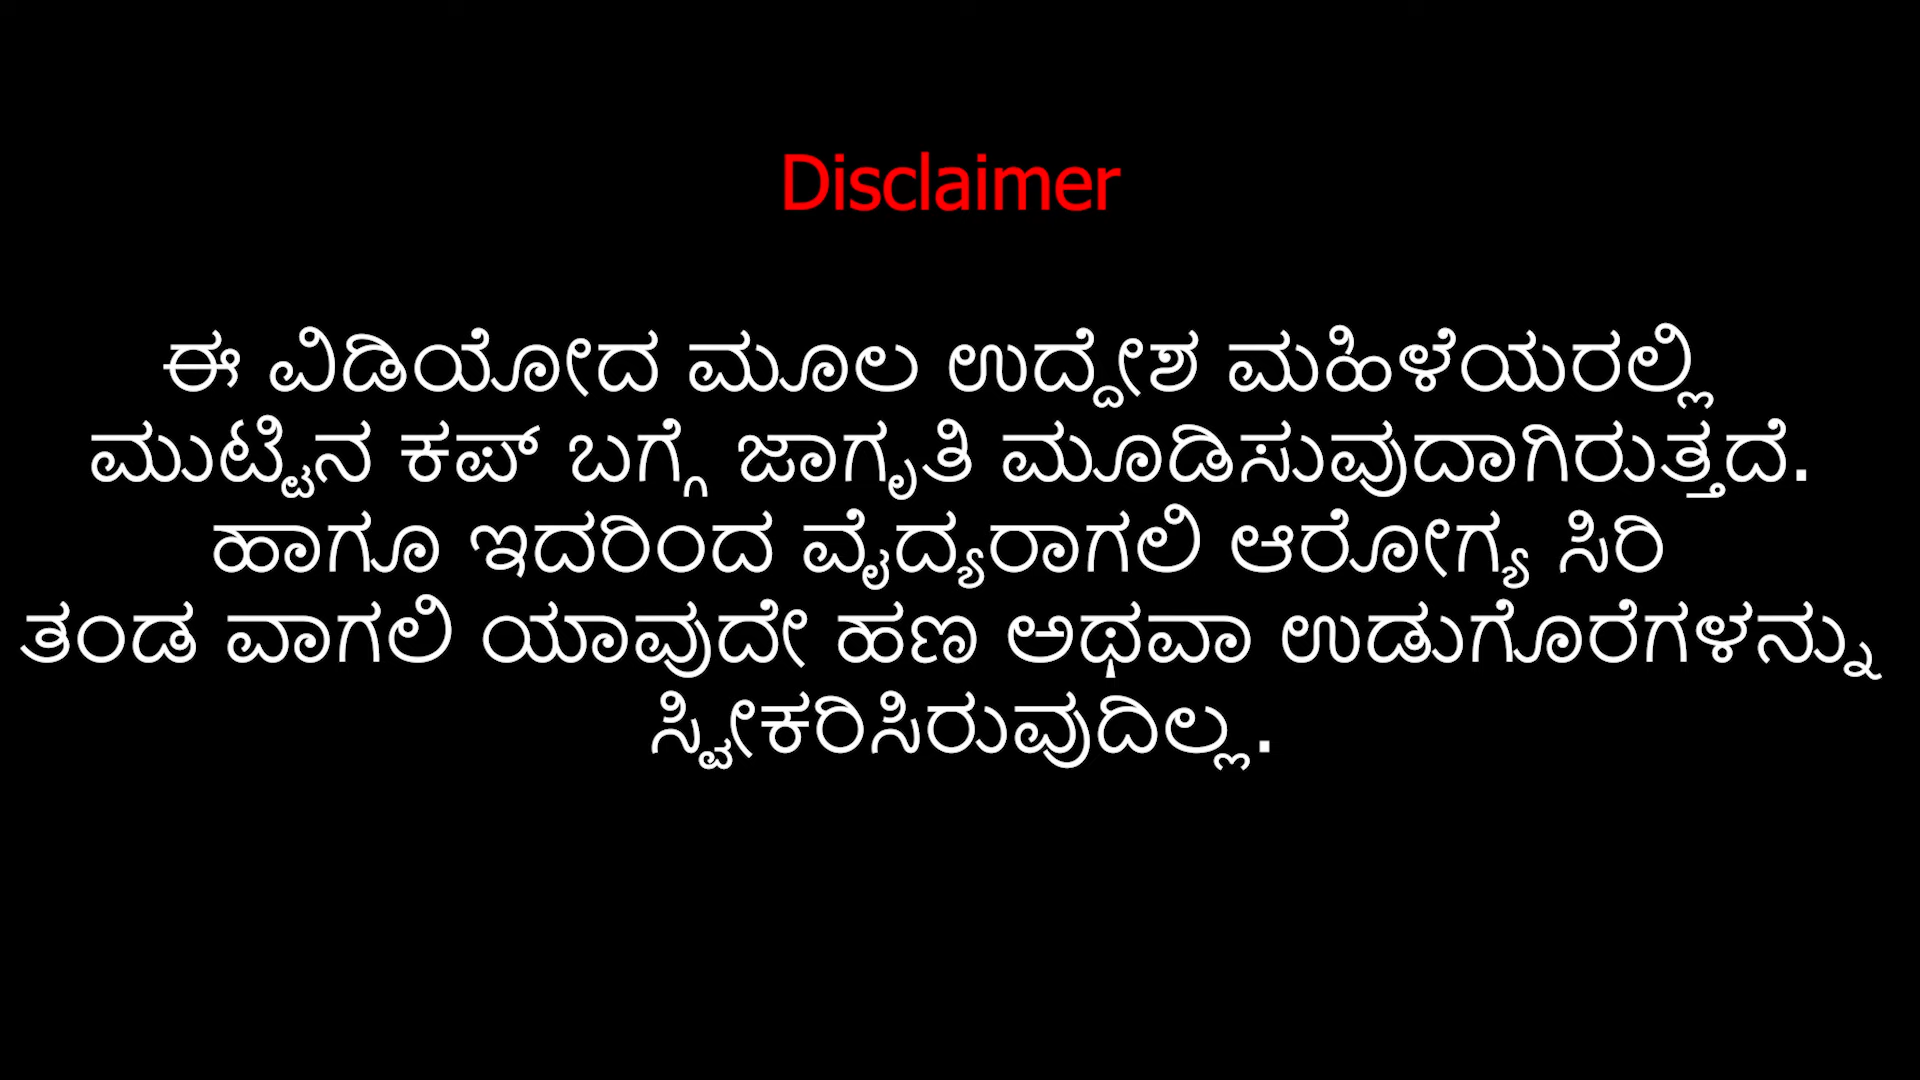 Disclaimer
ಈ ವಿಡಿಯೋದ ಮೂಲ ಉದ್ದೇಶ ಮಹಿಳೆಯರಲ್ಲಿ
ಮುಟ್ಟಿನ ಕಪ್ ಬಗ್ಗೆ ಜಾಗೃತಿ ಮೂಡಿಸುವುದಾಗಿರುತ್ತದೆ.
ಹಾಗೂ ಇದರಿಂದ ವೈದ್ಯರಾಗಲಿ ಆರೋಗ್ಯ ಸಿರಿ
ತಂಡ ವಾಗಲಿ ಯಾವುದೇ ಹಣ ಅಥವಾ ಉಡುಗೊರೆಗಳನ್ನು
ಸ್ವೀಕರಿಸಿರುವುದಿಲ್ಲ.